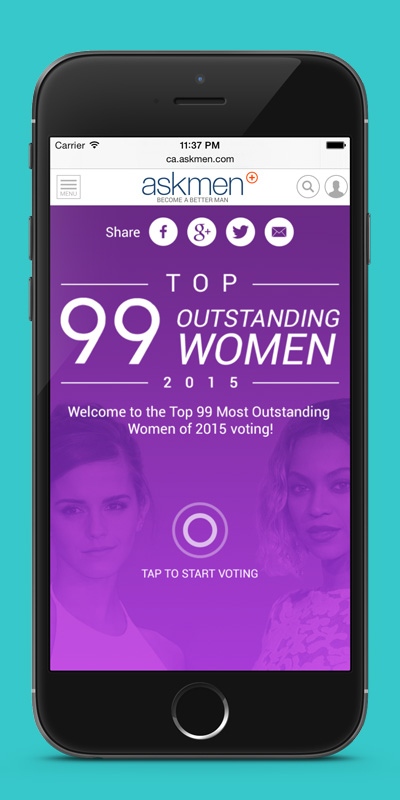 Carrier 11:37 PM
ca.askmen.com
MENU
askmen
BECOME A BETTER MAN
Share f g+
TOP
99 OUTSTANDING
WOMEN
2015
Welcome to the Top 99 Most Outstanding
Women of 2015 voting!
TAP TO START VOTING